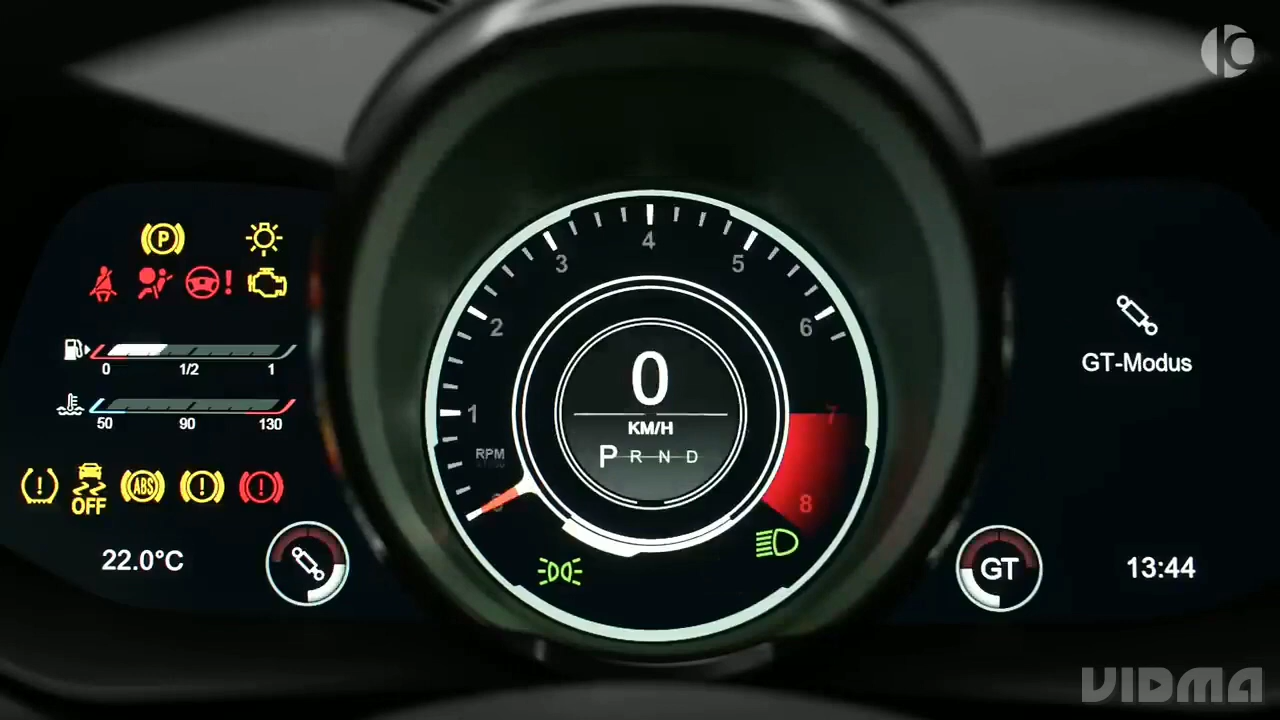 P
0 1/2 1
50 90 130
ABS
OFF
22.0°C
0
1
2
3
4
5
6
7
8
RPM
0
KM/H
P R N D
GT-Modus
GT
13:44
VIDMA